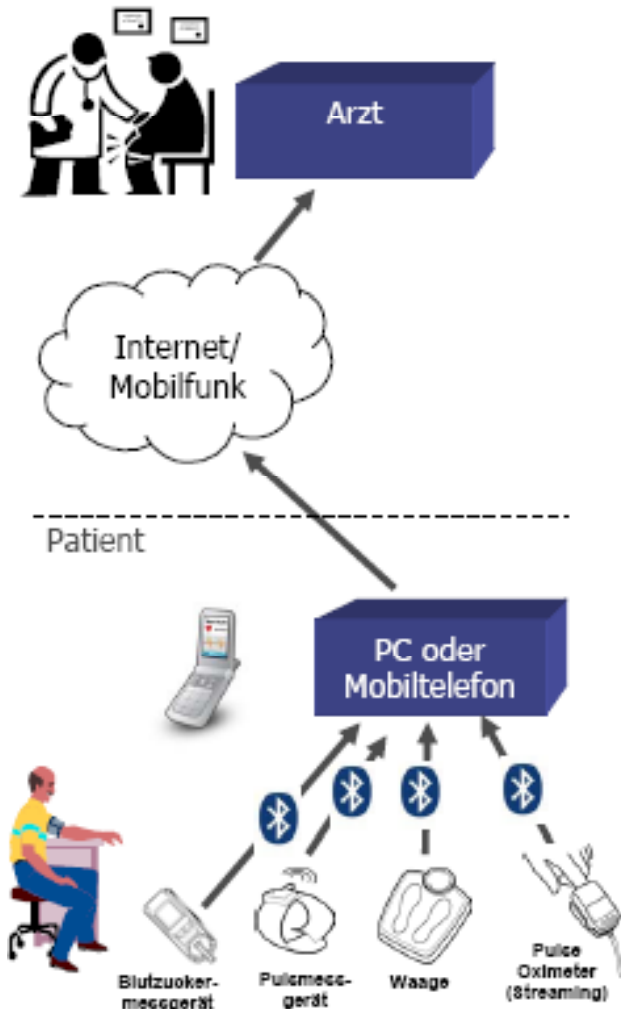 Arzt
Internet/
Mobilfunk
Patient
PC oder
Mobiltelefon
Blutzucker-
messgerät
Pulsmess-
gerät
Waage
Pulse
Oximeter
(Streaming)